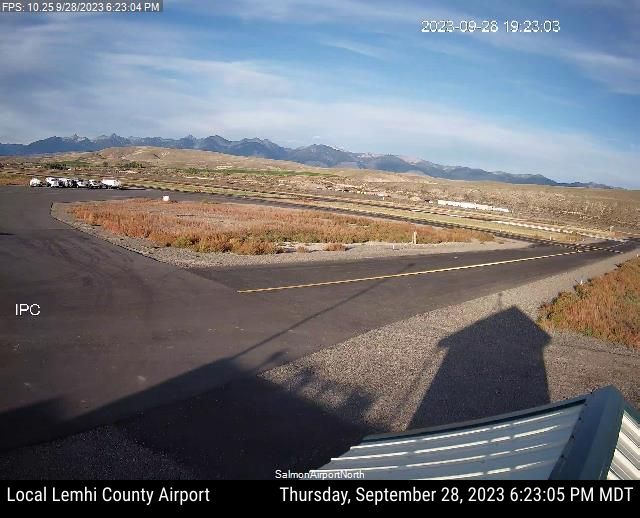 FPS: 10.25 9/28/2023 6:23:04 PM
2023-09-28 19:23:03
IPC
SalmonAirportNorth
Local Lemhi County Airport Thursday, September 28, 2023 6:23:05 PM MDT